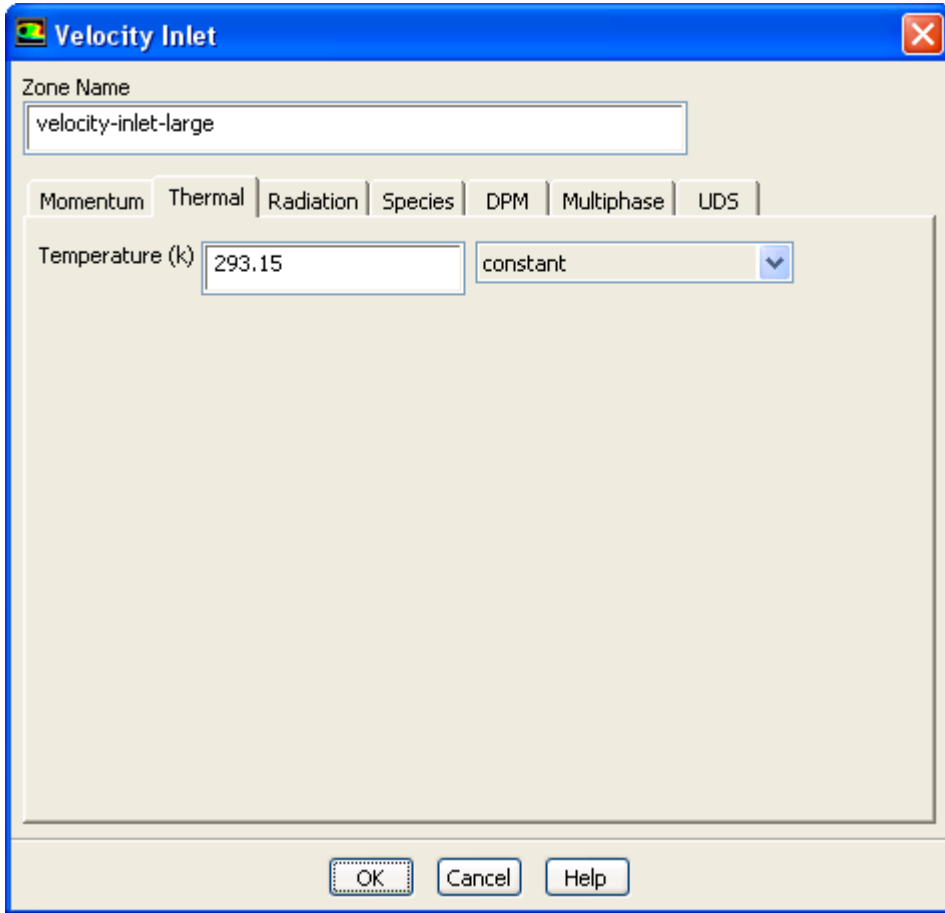 Velocity Inlet
Zone Name
velocity-inlet-large
Momentum Thermal Radiation Species DPM Multiphase UDS
Temperature (k) 293.15 constant
OK Cancel Help